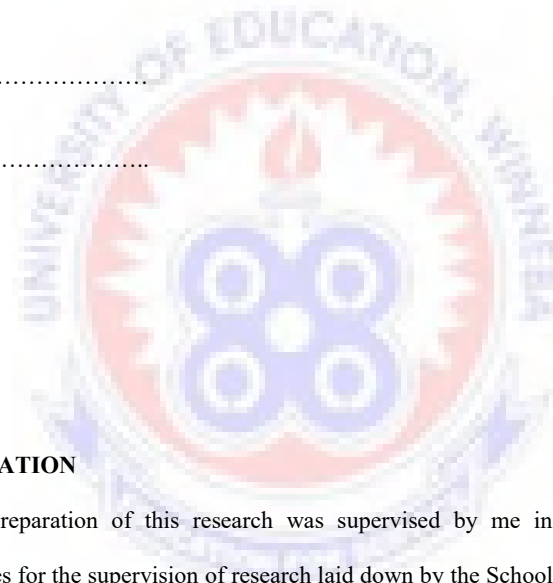 UNIVERSITY OF EDUCATION, WINNEBA
…………………
………………..
ATION
reparation of this research was supervised by me in
es for the supervision of research laid down by the School